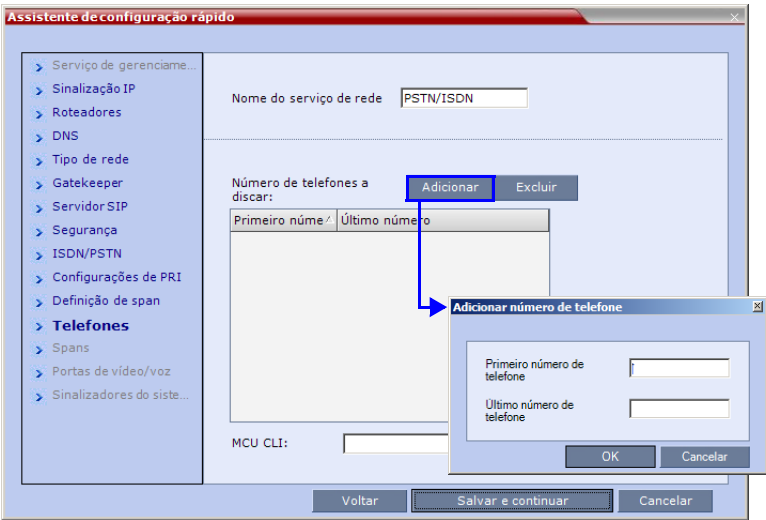 Assistente de configuração rápido
Serviço de gerenciame...
Sinalização IP
Roteadores
DNS
Tipo de rede
Gatekeeper
Servidor SIP
Segurança
ISDN/PSTN
Configurações de PRI
Definição de span
Telefones
Spans
Portas de vídeo/voz
Sinalizadores do siste...
Nome do serviço de rede PSTN/ISDN
Número de telefones a
discar:
Adicionar Excluir
Primeiro núme Último número
MCU CLI:
Adicionar número de telefone
Primeiro número de
telefone
Último número de
telefone
OK Cancelar
Voltar Salvar e continuar Cancelar